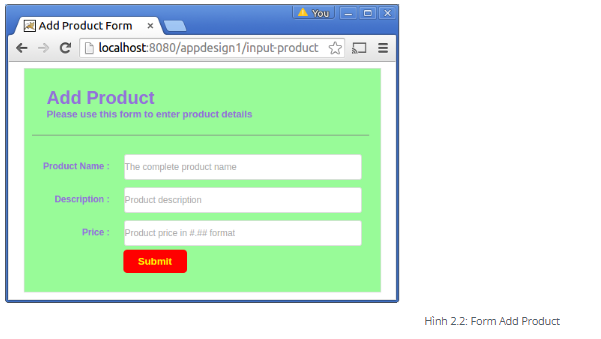 You
Add Product Form
localhost:8080/appdesign1/input-product
Add Product
Please use this form to enter product details
Product Name : The complete product name
Description : Product description
Price : Product price in #.## format
Submit
Hình 2.2: Form Add Product